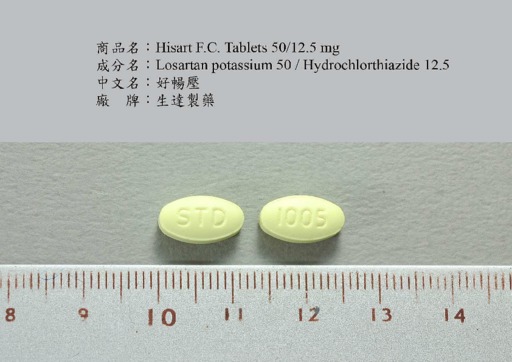 商品名：Hisart F.C. Tablets 50/12.5 mg
成分名：Losartan potassium 50 / Hydrochlorthiazide 12.5
中文名：好暢壓
廠　牌：生達製藥
STD 1005
8 9 10 11 12 13 14